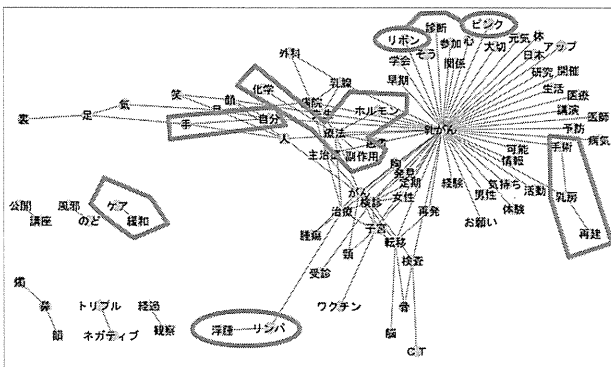 診断
ピンク
リボン
そう
参加
心
大切
元気
体
日本
アップ
外科
学会
関係
早期
研究
開催
化学
乳腺
生活
笑
顔
病院
ホルモン
医療
気
講演
裏
足
手
自分
療法
乳がん
医師
予防
病気
人
主治医
副作用
可能
手術
胸
発見
情報
定期
がん
検診
経験
気持ち
公開
風邪
ケア
女性
男性
活動
乳房
講座
のど
緩和
治療
再発
体験
お願い
腫瘍
子宮
転移
再建
頸
検査
受診
鼻
トリプル
経過
ワクチン
骨
額
ネガティブ
観察
浮腫
リンパ
脳
CT